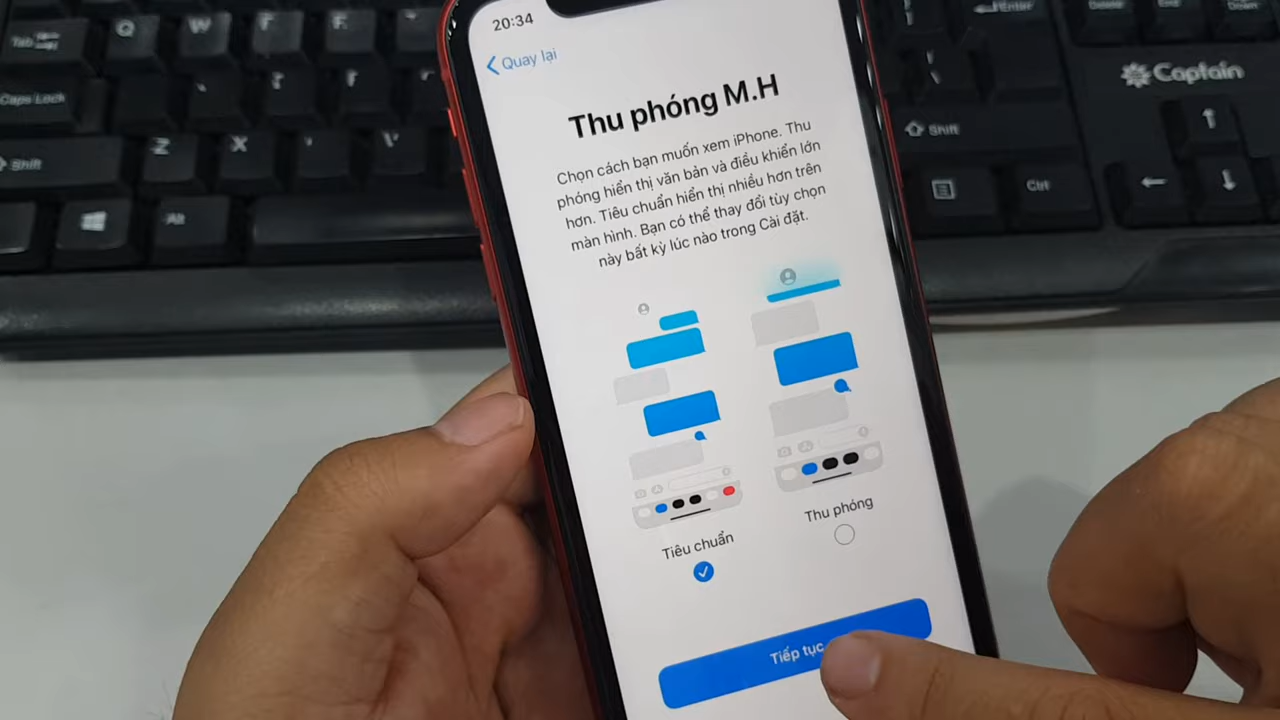 20:34
Quay lại
Thu phóng M.H
Chọn cách bạn muốn xem iPhone. Thu
phóng hiển thị văn bản và điều khiển lớn
hơn. Tiêu chuẩn hiển thị nhiều hơn trên
màn hình. Bạn có thể thay đổi tùy chọn
này bất kỳ lúc nào trong Cài đặt.
Tiêu chuẩn
Thu phóng
Tiếp tục
Tab
Q
W
Caps Lock
Shift
Z
X
V
Alt
Enter
Captain
Shift
Ctrl